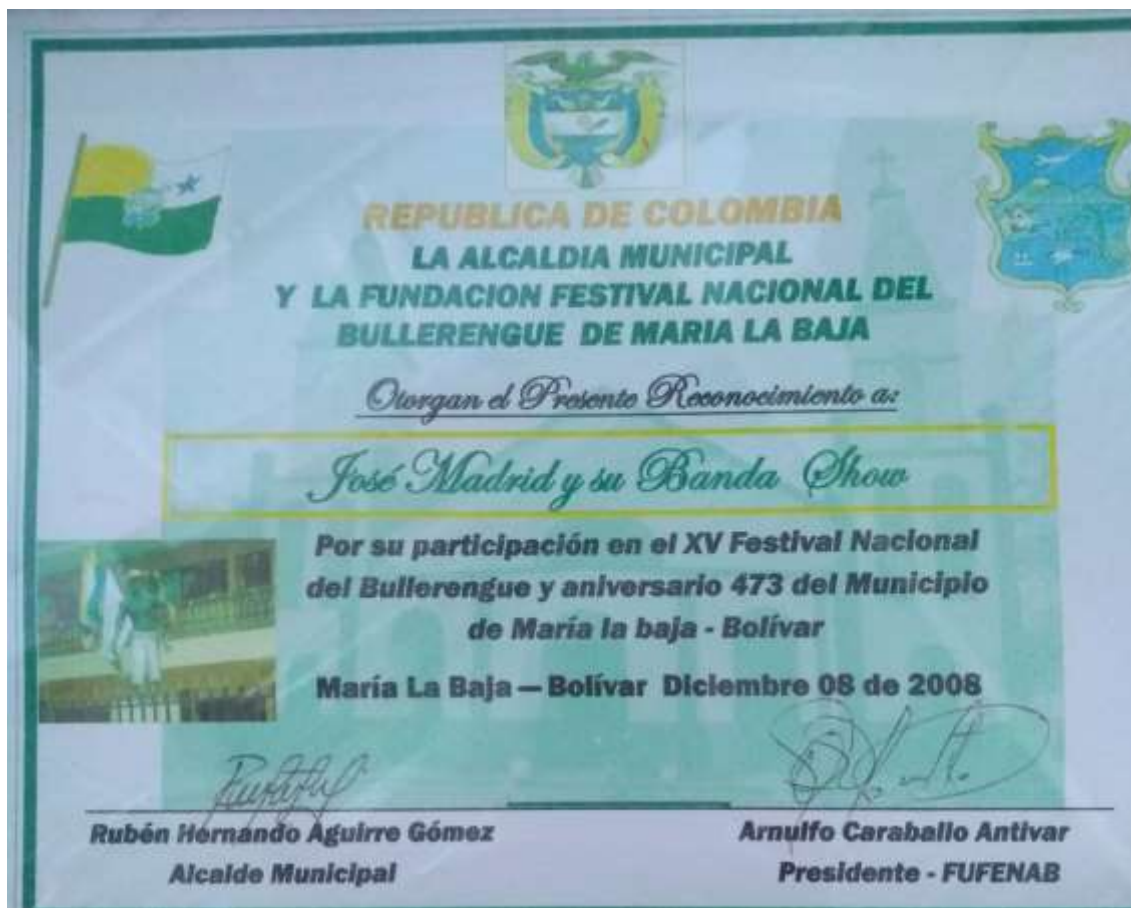 REPUBLICA DE COLOMBIA
LA ALCALDIA MUNICIPAL
Y LA FUNDACION FESTIVAL NACIONAL DEL
BULLERENGUE DE MARIA LA BAJA
Otorgan el Presente Reconocimiento a:
José Madrid y su Banda Show
Por su participación en el XV Festival Nacional
del Bullerengue y aniversario 473 del Municipio
de María la baja - Bolívar
María La Baja — Bolívar Diciembre 08 de 2008
Rubén Hernando Aguirre Gómez
Alcalde Municipal
Arnulfo Caraballo Antivar
Presidente - FUFENAB